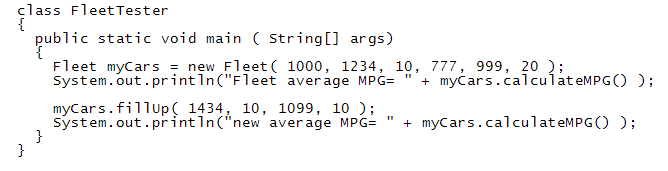 class FleetTester
{
  public static void main ( String[] args)
  {
    Fleet myCars = new Fleet( 1000, 1234, 10, 777, 999, 20 );
    System.out.println("Fleet average MPG= " + myCars.calculateMPG() );

    myCars.fillUp( 1434, 10, 1099, 10 );
    System.out.println("new average MPG= " + myCars.calculateMPG() );
  }
}